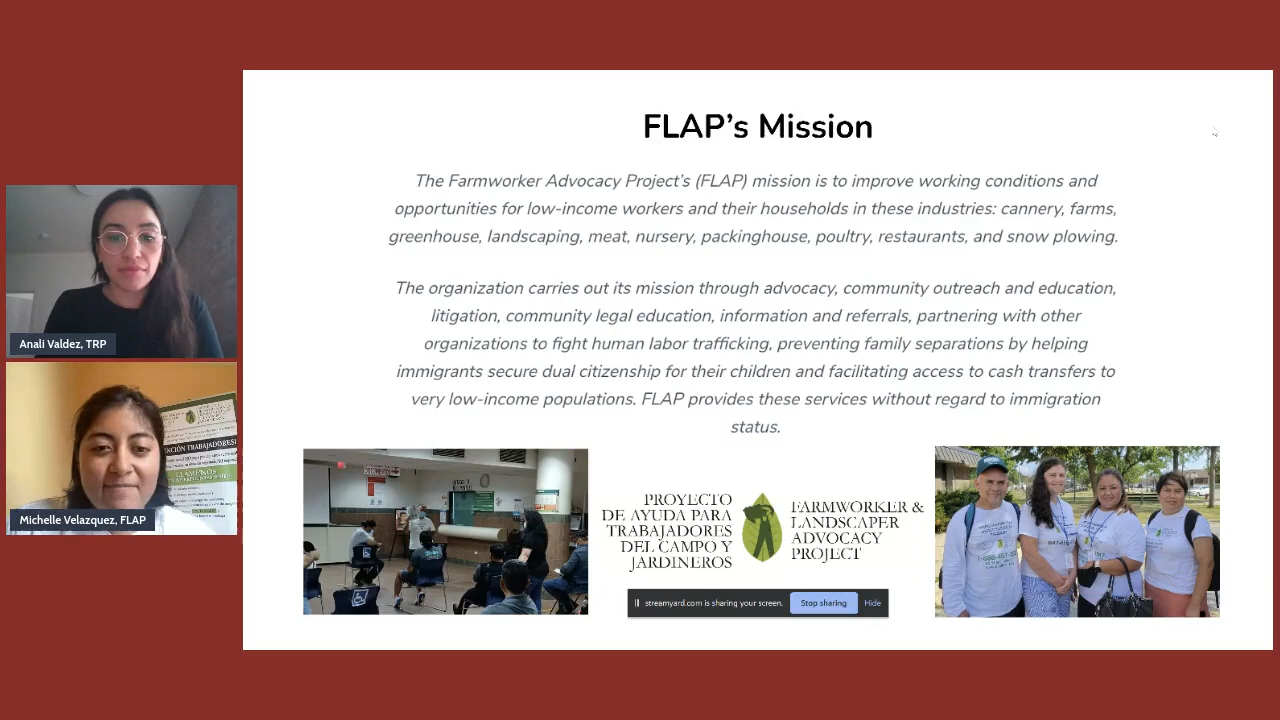 FLAP's Mission
The Farmworker Advocacy Project's (FLAP) mission is to improve working conditions and
opportunities for low-income workers and their households in these industries: cannery, farms,
greenhouse, landscaping, meat, nursery, packinghouse, poultry, restaurants, and snow plowing.
The organization carries out its mission through advocacy, community outreach and education,
litigation, community legal education, information and referrals, partnering with other
organizations to fight human labor trafficking, preventing family separations by helping
immigrants secure dual citizenship for their children and facilitating access to cash transfers to
very low-income populations. FLAP provides these services without regard to immigration
status.
Anali Valdez, TRP
TRABAJADORES
LLÁMENOS
Michelle Velazquez, FLAP
PROYECTO
DE AYUDA PARA
TRABAJADORES
DEL CAMPO Y
JARDINEROS
FARMWORKER &
LANDSCAPER
ADVOCACY
PROJECT
streamyard.com is sharing your screen.
Stop sharing
Hide